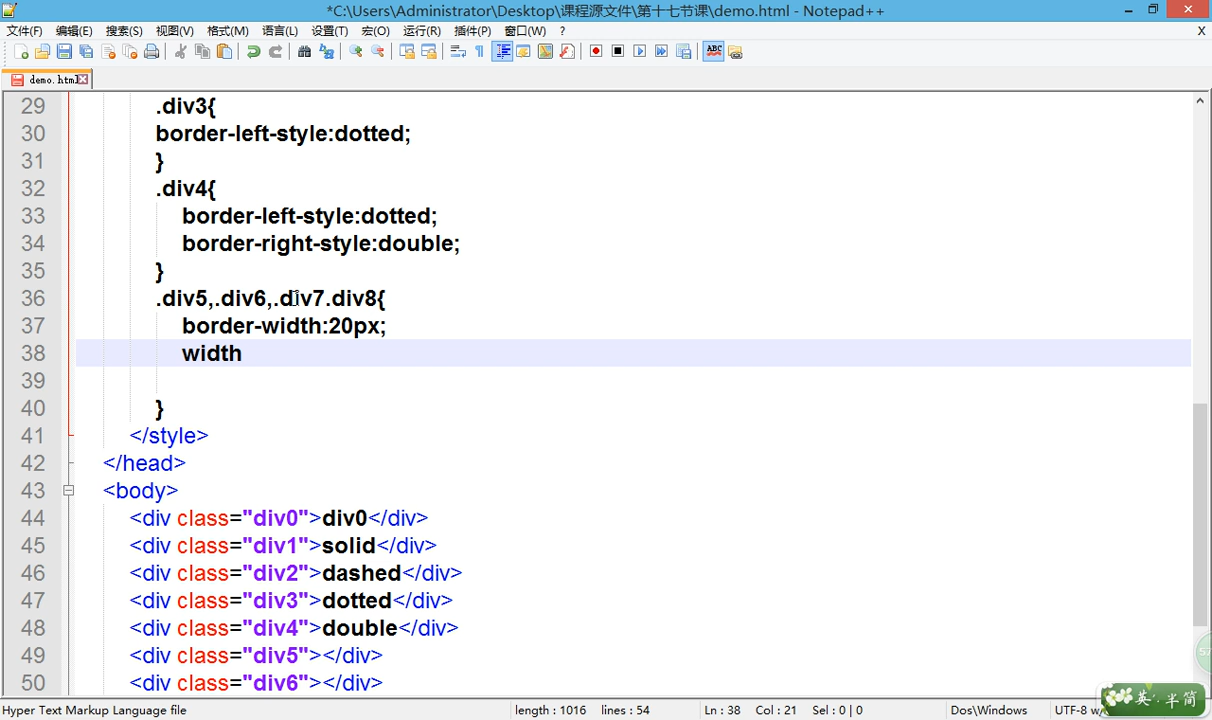 *C:\Users\Administrator\Desktop\课程源文件\第十七节课\demo.html - Notepad++
文件(F) 编辑(E) 搜索(S) 视图(V) 格式(M) 语言(L) 设置(T) 宏(O) 运行(R) 插件(P) 窗口(W) ? X
demo.html
29 .div3{
30 border-left-style:dotted;
31 }
32 .div4{
33 border-left-style:dotted;
34 border-right-style:double;
35 }
36 .div5,.div6,.div7.div8{
37 border-width:20px;
38 width
39
40 }
41 </style>
42 </head>
43 <body>
44 <div class="div0">div0</div>
45 <div class="div1">solid</div>
46 <div class="div2">dashed</div>
47 <div class="div3">dotted</div>
48 <div class="div4">double</div>
49 <div class="div5"></div>
50 <div class="div6"></div>
Hyper Text Markup Language file length : 1016 lines : 54 Ln : 38 Col : 21 Sel : 0 | 0 Dos\Windows UTF-8 w/
英 半 简
57